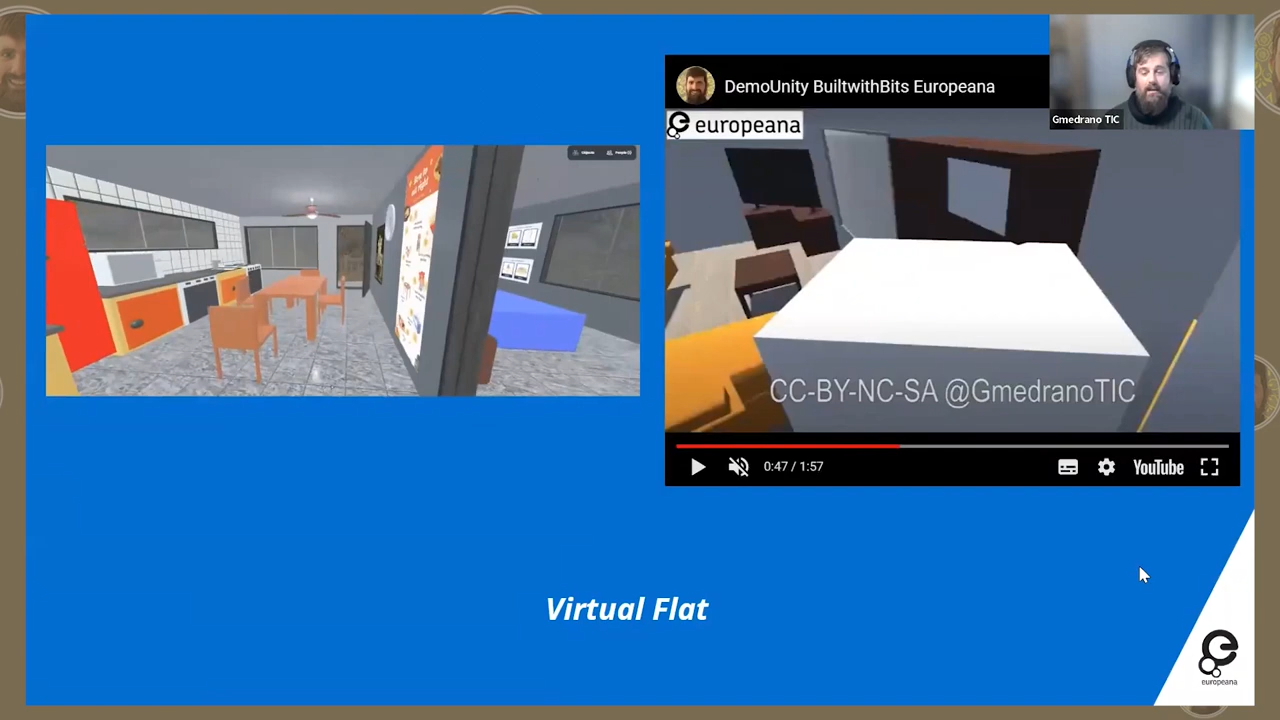 DemoUnity BuiltwithBits Europeana
Gmedrano TIC
europeana
CC-BY-NC-SA @GmedranoTIC
0:47 / 1:57
YouTube
Virtual Flat
europeana